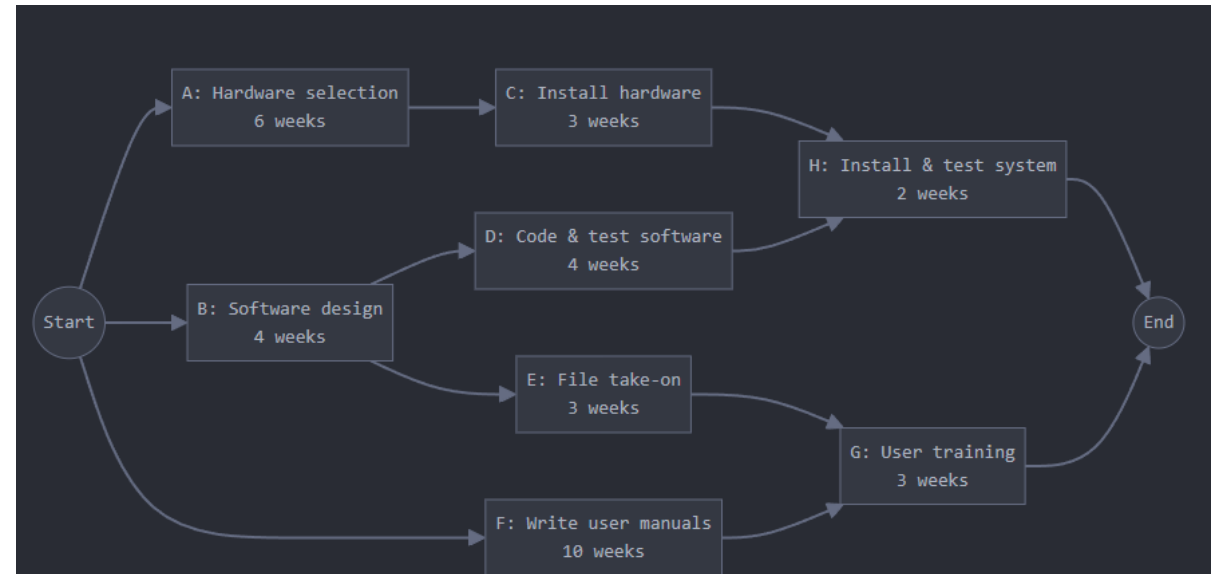 A: Hardware selection
6 weeks
C: Install hardware
3 weeks
H: Install & test system
2 weeks
D: Code & test software
4 weeks
Start
B: Software design
4 weeks
End
E: File take-on
3 weeks
G: User training
3 weeks
F: Write user manuals
10 weeks